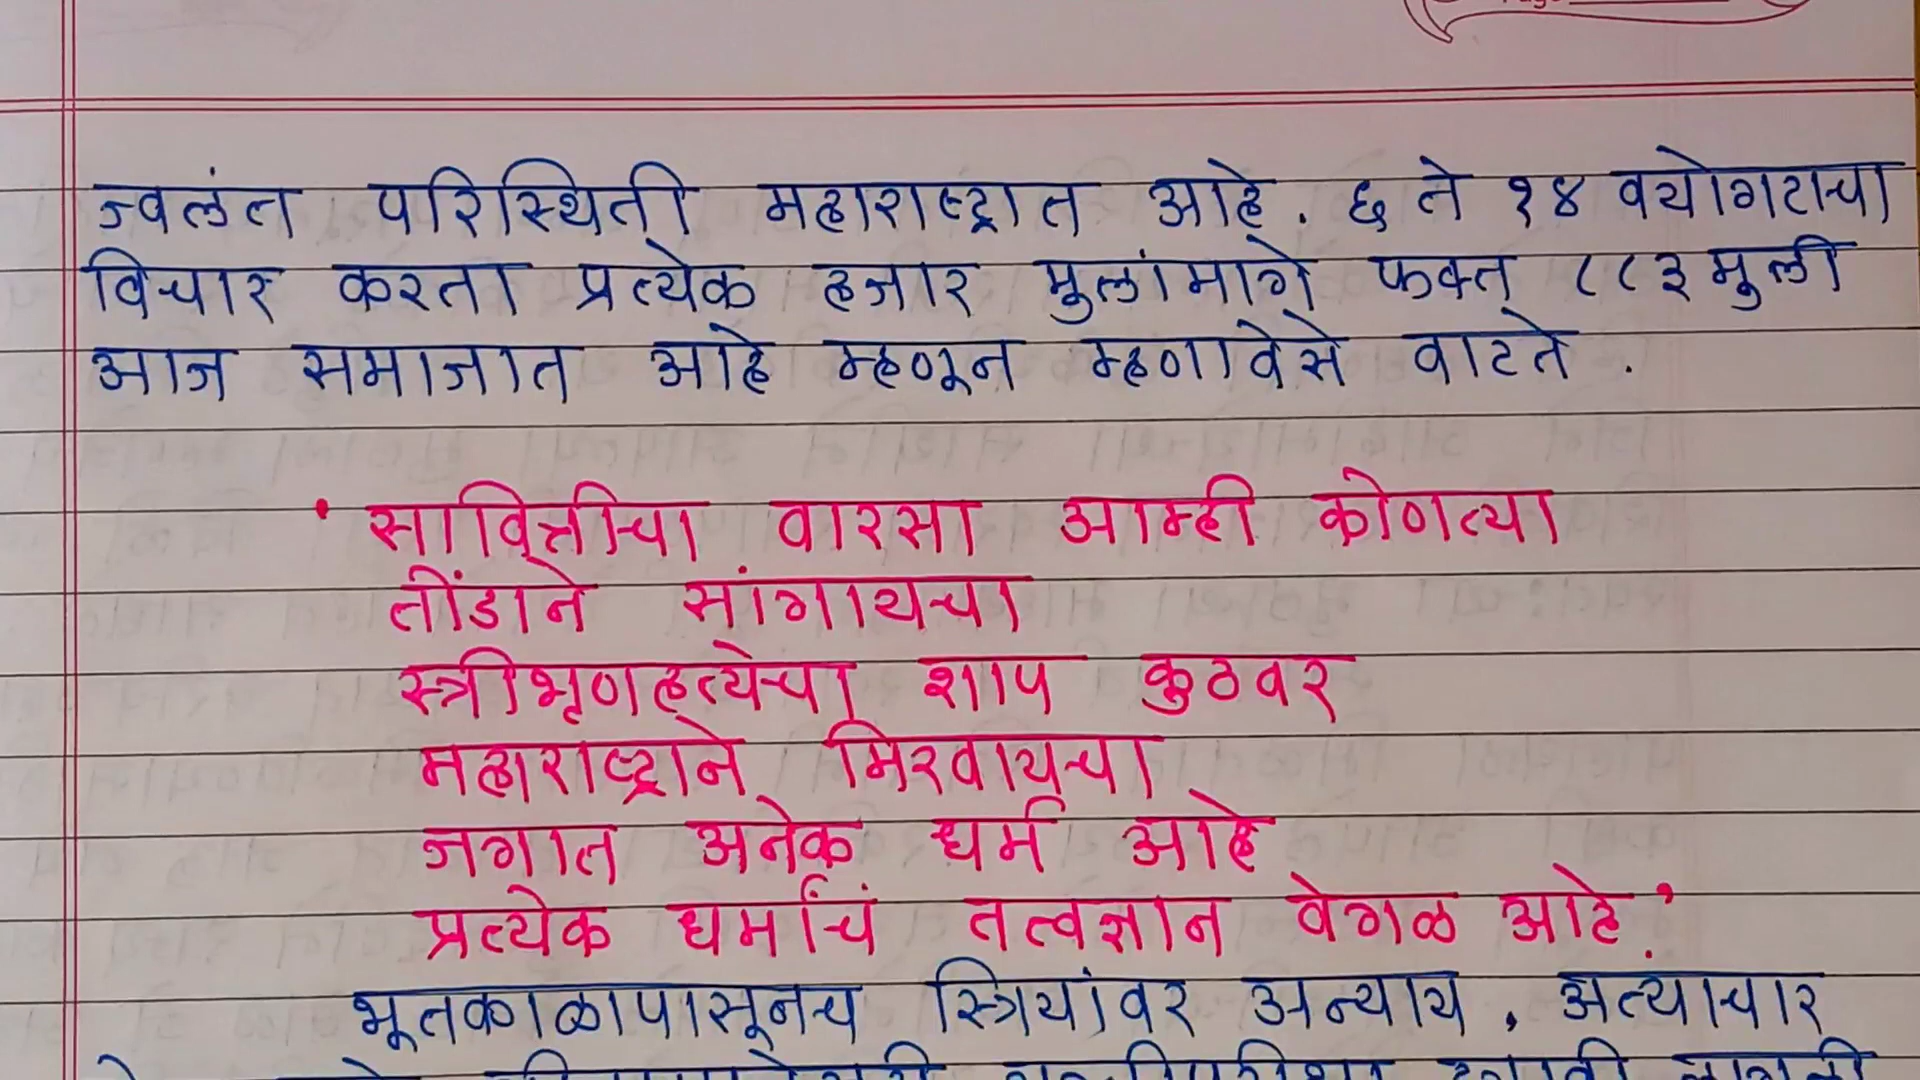 ज्वलंत परिस्थिती महाराष्ट्रात आहे. ६ ते १४ वयोगटाचा
विचार करता प्रत्येक हजार मुलांमागे फक्त ८८३ मुली
आज समाजात आहे म्हणून म्हणावेसे वाटते .
' सावित्रीचा वारसा आम्ही कोणत्या
तोंडाने सांगायचा
स्त्रीभृणहत्येचा शाप कुठवर
महाराष्ट्राने मिरवायचा
जगात अनेक धर्म आहे
प्रत्येक धर्मांचं तत्वज्ञान वेगळ आहे.'
भूतकाळापासूनच स्त्रियांवर अन्याय , अत्याचार